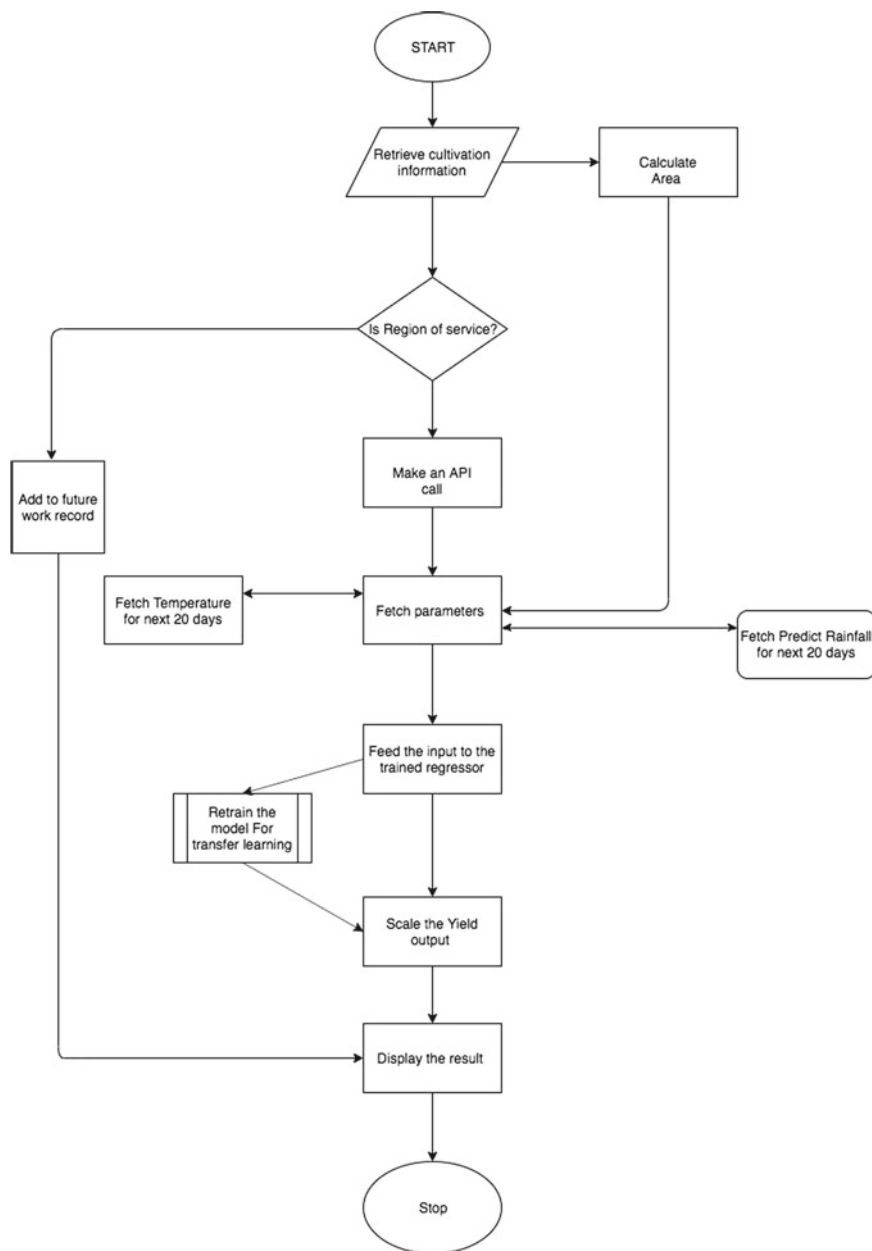 START
Retrieve cultivation
information
Calculate
Area
Is Region of service?
Make an API
call
Add to future
work record
Fetch Temperature
for next 20 days
Fetch parameters
Fetch Predict Rainfall
for next 20 days
Feed the input to the
trained regressor
Retrain the
model For
transfer learning
Scale the Yield
output
Display the result
Stop